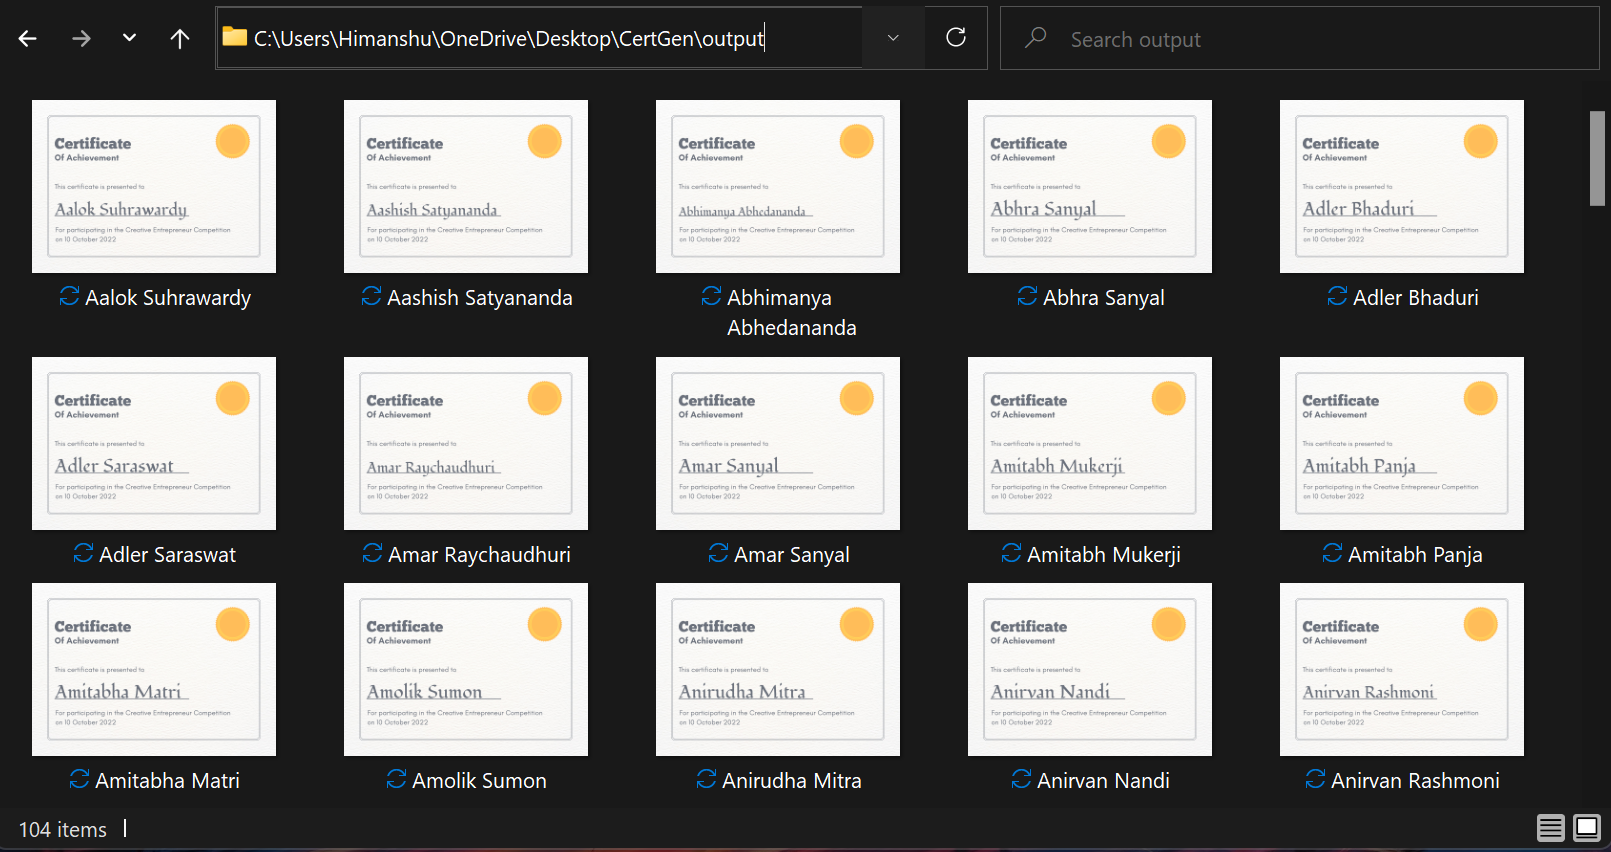 C:\Users\Himanshu\OneDrive\Desktop\CertGen\output
Search output
Certificate
Of Achievement
This certificate is presented to
Aalok Suhrawardy
For participating in the Creative Entrepreneur Competition
on 10 October 2022
Aalok Suhrawardy
Certificate
Of Achievement
This certificate is presented to
Aashish Satyananda
For participating in the Creative Entrepreneur Competition
on 10 October 2022
Aashish Satyananda
Certificate
Of Achievement
This certificate is presented to
Abhimanya Abhedananda
For participating in the Creative Entrepreneur Competition
on 10 October 2022
Abhimanya
Abhedananda
Certificate
Of Achievement
This certificate is presented to
Abhra Sanyal
For participating in the Creative Entrepreneur Competition
on 10 October 2022
Abhra Sanyal
Certificate
Of Achievement
This certificate is presented to
Adler Bhaduri
For participating in the Creative Entrepreneur Competition
on 10 October 2022
Adler Bhaduri
Certificate
Of Achievement
This certificate is presented to
Adler Saraswat
For participating in the Creative Entrepreneur Competition
on 10 October 2022
Adler Saraswat
Certificate
Of Achievement
This certificate is presented to
Amar Raychaudhuri
For participating in the Creative Entrepreneur Competition
on 10 October 2022
Amar Raychaudhuri
Certificate
Of Achievement
This certificate is presented to
Amar Sanyal
For participating in the Creative Entrepreneur Competition
on 10 October 2022
Amar Sanyal
Certificate
Of Achievement
This certificate is presented to
Amitabh Mukerji
For participating in the Creative Entrepreneur Competition
on 10 October 2022
Amitabh Mukerji
Certificate
Of Achievement
This certificate is presented to
Amitabh Panja
For participating in the Creative Entrepreneur Competition
on 10 October 2022
Amitabh Panja
Certificate
Of Achievement
This certificate is presented to
Amitabha Matri
For participating in the Creative Entrepreneur Competition
on 10 October 2022
Amitabha Matri
Certificate
Of Achievement
This certificate is presented to
Amolik Sumon
For participating in the Creative Entrepreneur Competition
on 10 October 2022
Amolik Sumon
Certificate
Of Achievement
This certificate is presented to
Anirudha Mitra
For participating in the Creative Entrepreneur Competition
on 10 October 2022
Anirudha Mitra
Certificate
Of Achievement
This certificate is presented to
Anirvan Nandi
For participating in the Creative Entrepreneur Competition
on 10 October 2022
Anirvan Nandi
Certificate
Of Achievement
This certificate is presented to
Anirvan Rashmoni
For participating in the Creative Entrepreneur Competition
on 10 October 2022
Anirvan Rashmoni
104 items